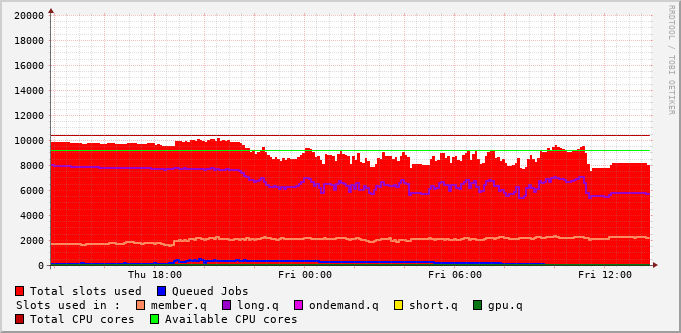 20000
18000
16000
14000
12000
10000
8000
6000
4000
2000
0
Thu 18:00 Fri 00:00 Fri 06:00 Fri 12:00
RRDTOOL / TOBI OETIKER
Total slots used Queued Jobs
Slots used in : member.q long.q ondemand.q short.q gpu.q
Total CPU cores Available CPU cores